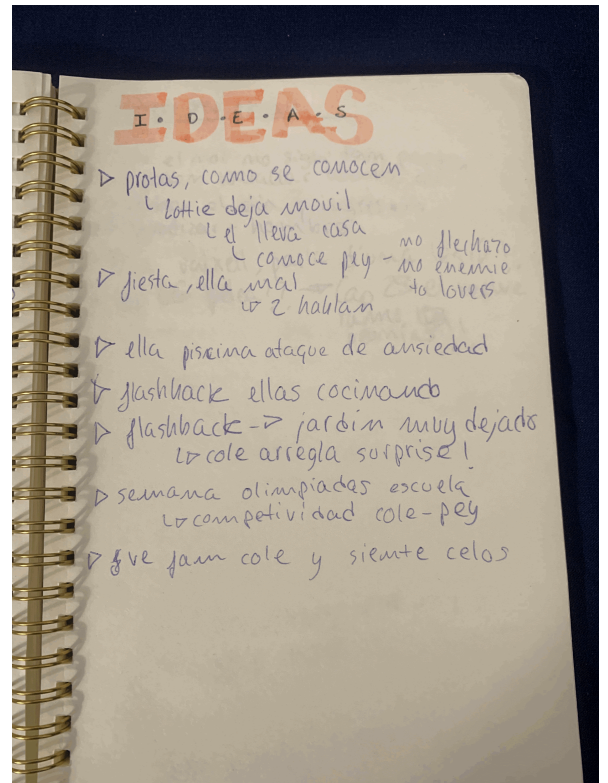 IDEAS
I · D · E · A · S
▷ protas, como se conocen
↳ Lottie deja movil
↳ el lleva casa
↳ conoce pey - no flechazo
no enemie
to lovers
▷ fiesta, ella mal
↳ 2 hablan
▷ ella piscina ataque de ansiedad
▷ flashback ellas cocinando
▷ flashback -> jardin muy dejado
↳ cole arregla surprise!
▷ semana olimpiadas escuela
↳ competividad cole-pey
▷ ve fam cole y siente celos